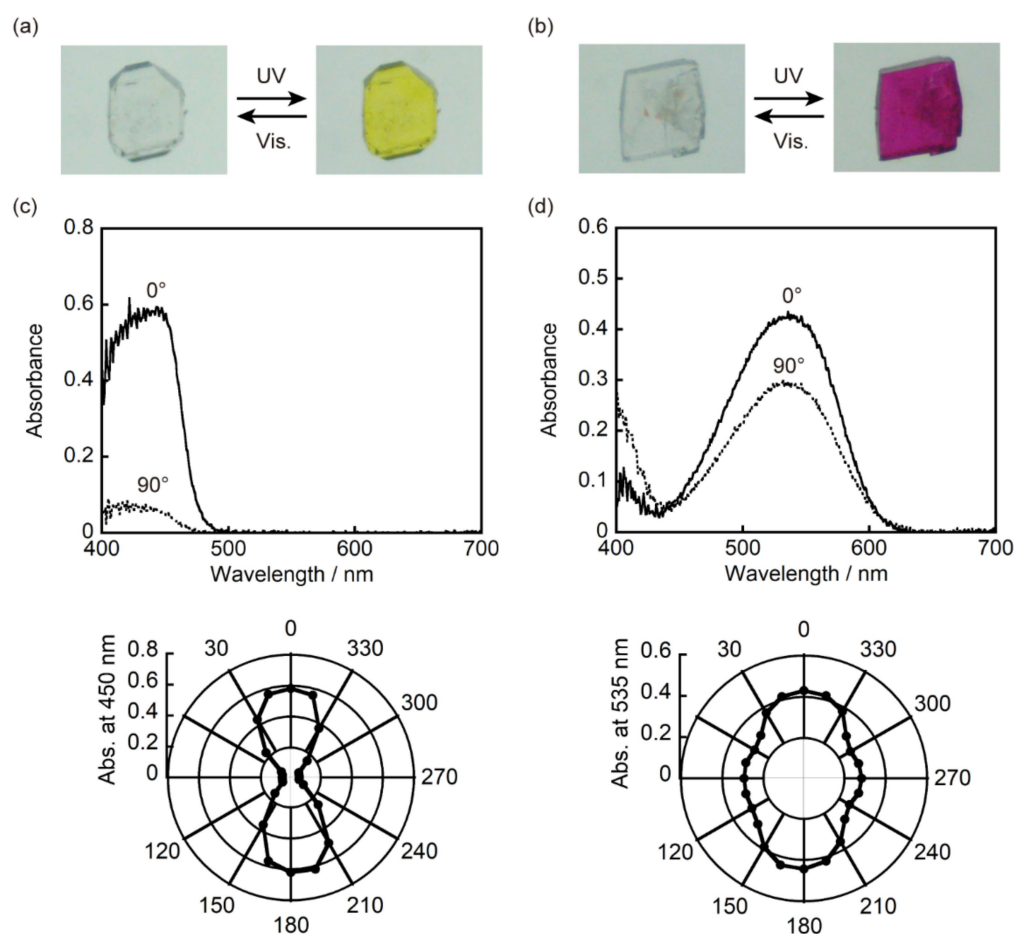 (a)
UV
Vis.
(b)
UV
Vis.
(c)
0.8
0.6
0.4
0.2
0
Absorbance
0°
90°
400 500 600 700
Wavelength / nm
(d)
0.6
0.5
0.4
0.3
0.2
0.1
0
Absorbance
0°
90°
400 500 600 700
Wavelength / nm
Abs. at 450 nm
0.8
0.6
0.4
0.2
0
0
30
330
300
270
120
240
150
210
180
Abs. at 535 nm
0.6
0.4
0.2
0
0
30
330
300
270
120
240
150
210
180